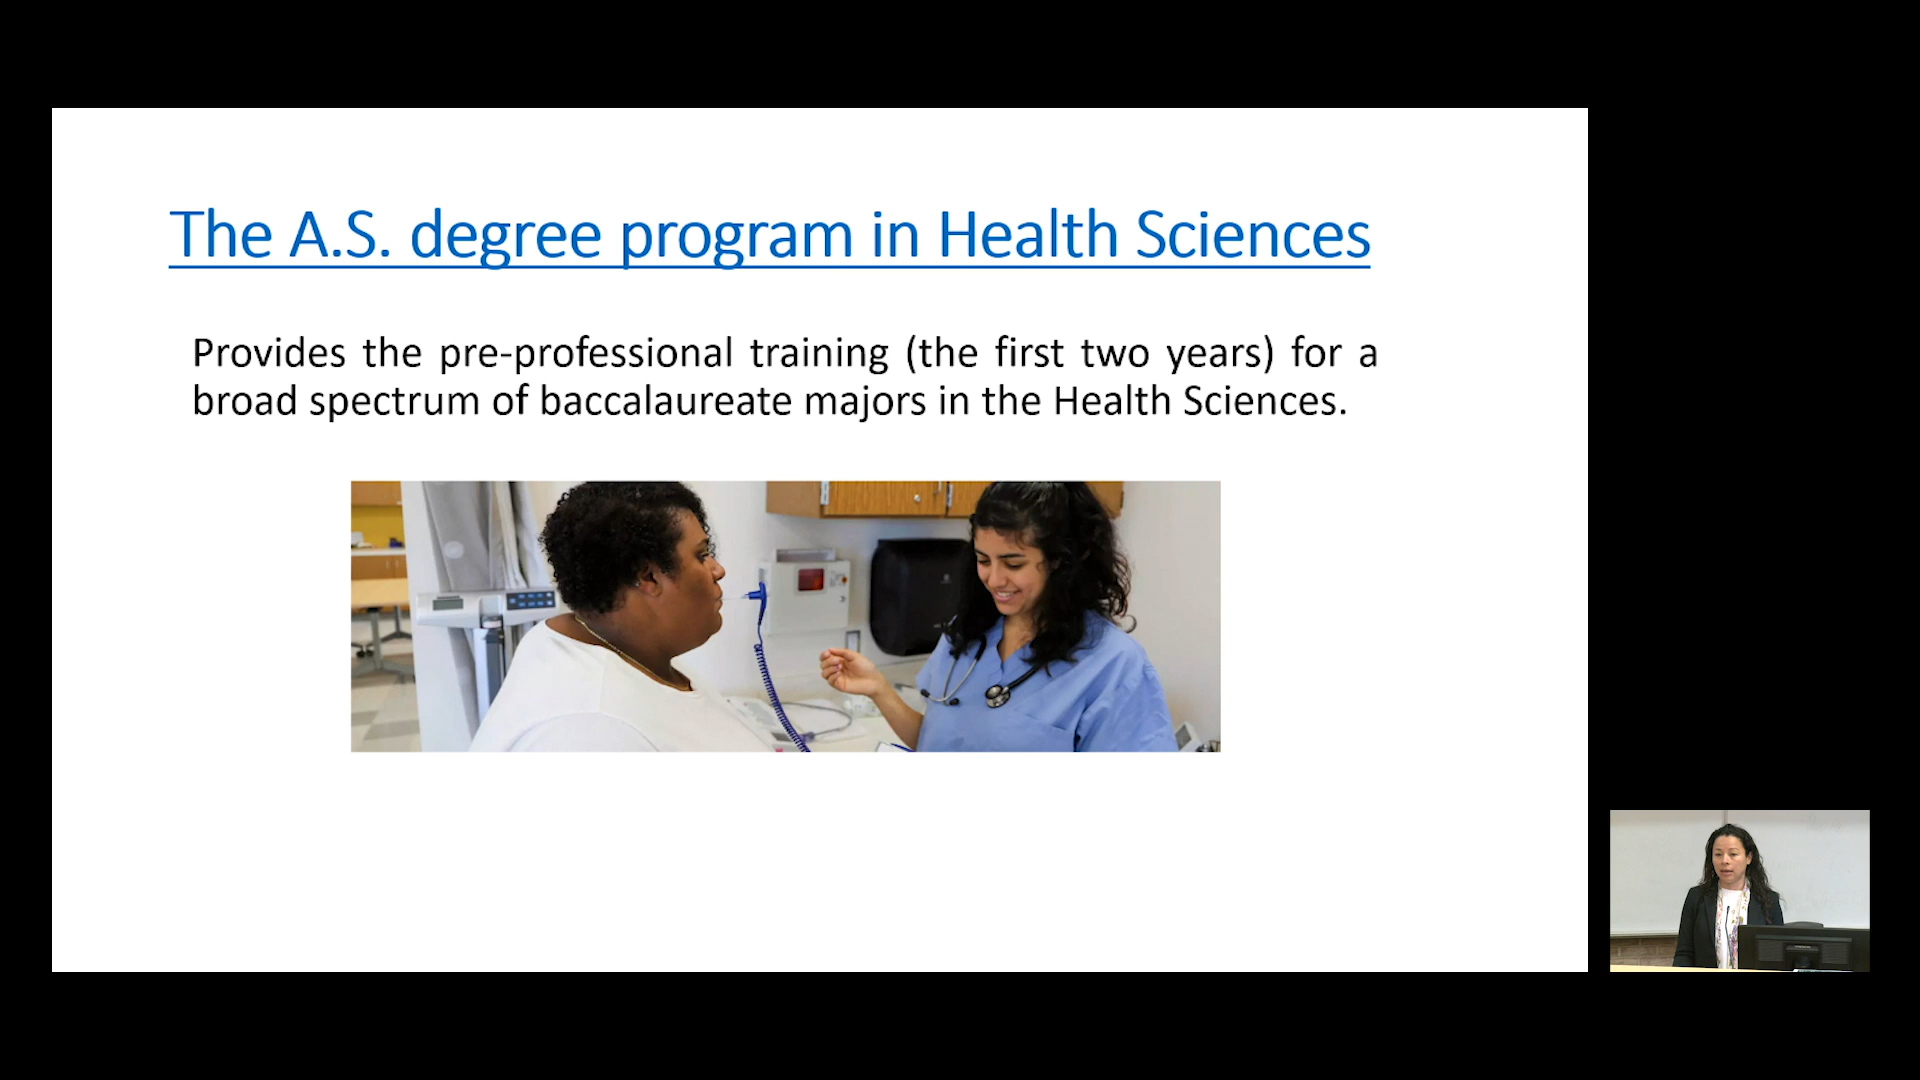 The A.S. degree program in Health Sciences
Provides the pre-professional training (the first two years) for a
broad spectrum of baccalaureate majors in the Health Sciences.